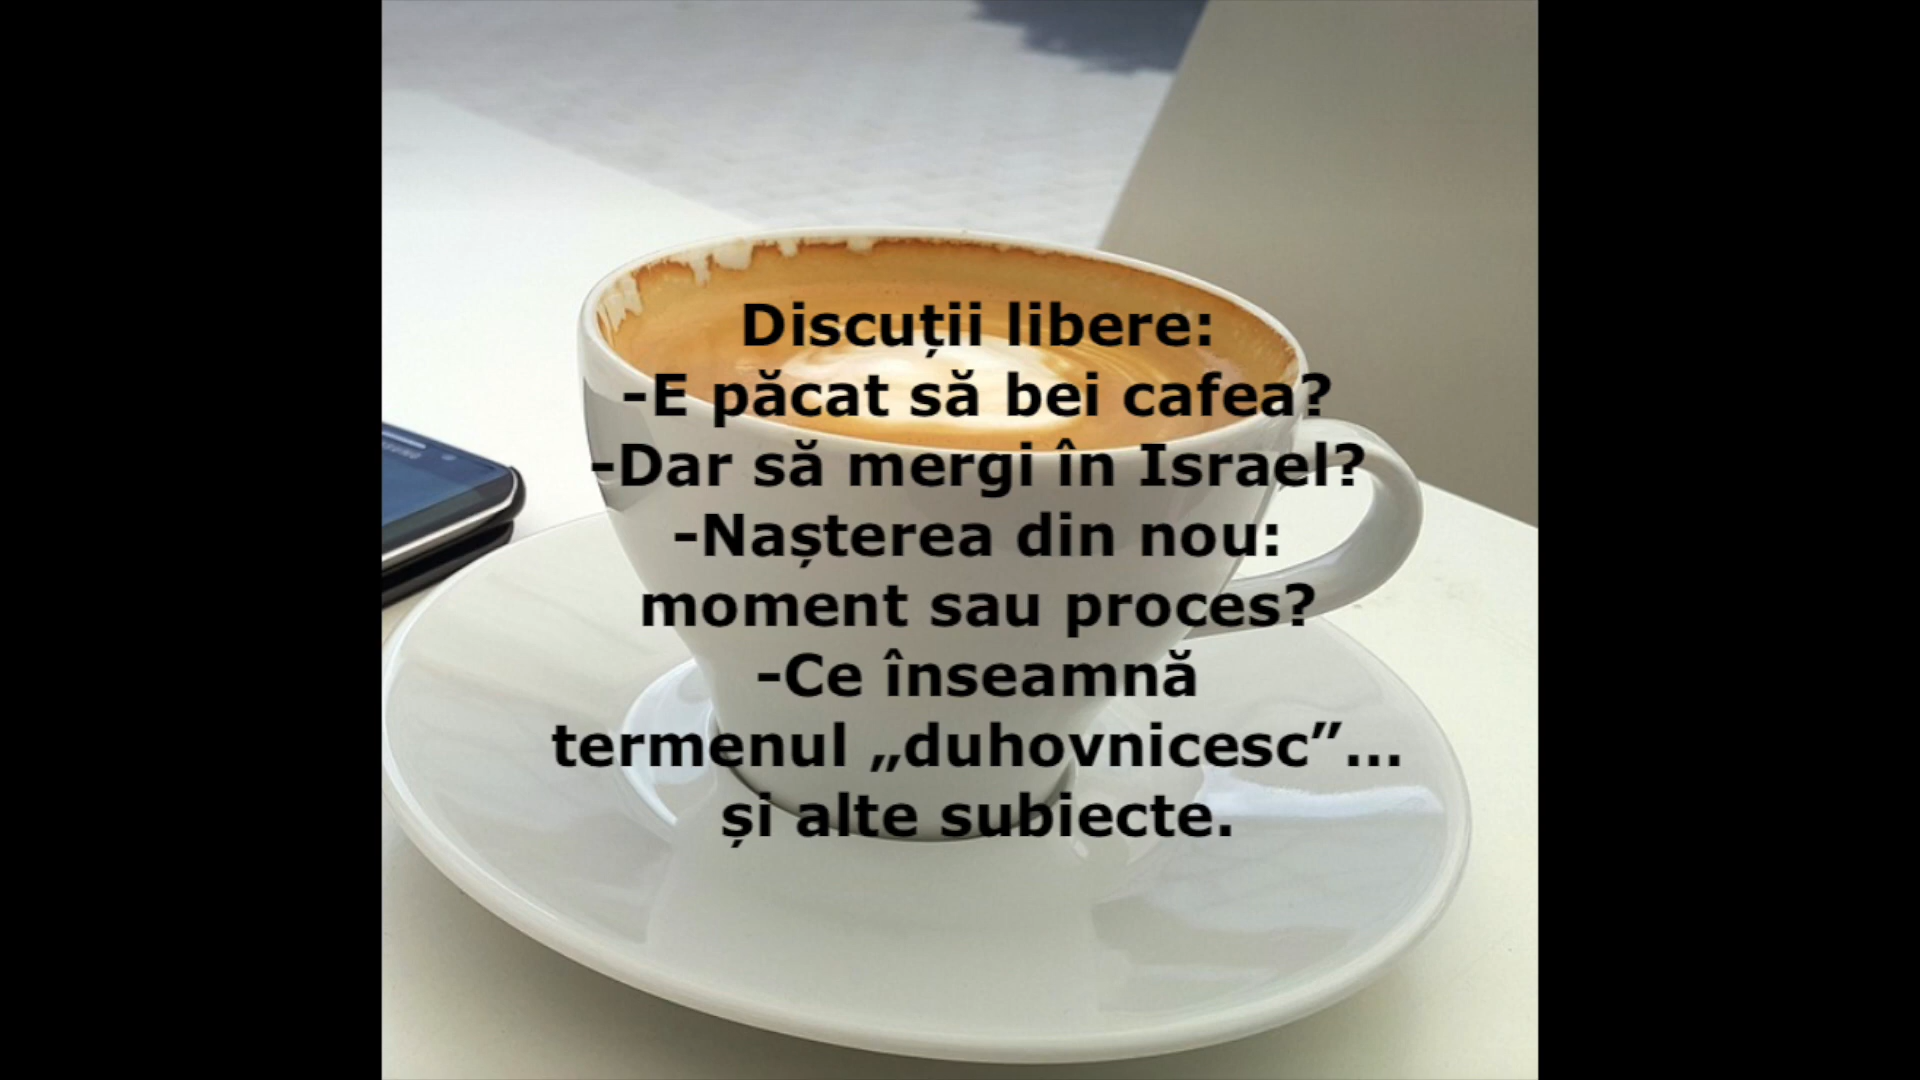 Discuții libere:
-E păcat să bei cafea?
-Dar să mergi în Israel?
-Nașterea din nou:
moment sau proces?
-Ce înseamnă
termenul „duhovnicesc”...
și alte subiecte.